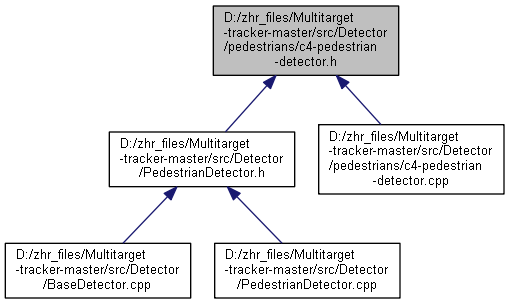 D:/zhr_files/Multitarget
-tracker-master/src/Detector
/pedestrians/c4-pedestrian
-detector.h
D:/zhr_files/Multitarget
-tracker-master/src/Detector
/PedestrianDetector.h
D:/zhr_files/Multitarget
-tracker-master/src/Detector
/pedestrians/c4-pedestrian
-detector.cpp
D:/zhr_files/Multitarget
-tracker-master/src/Detector
/BaseDetector.cpp
D:/zhr_files/Multitarget
-tracker-master/src/Detector
/PedestrianDetector.cpp